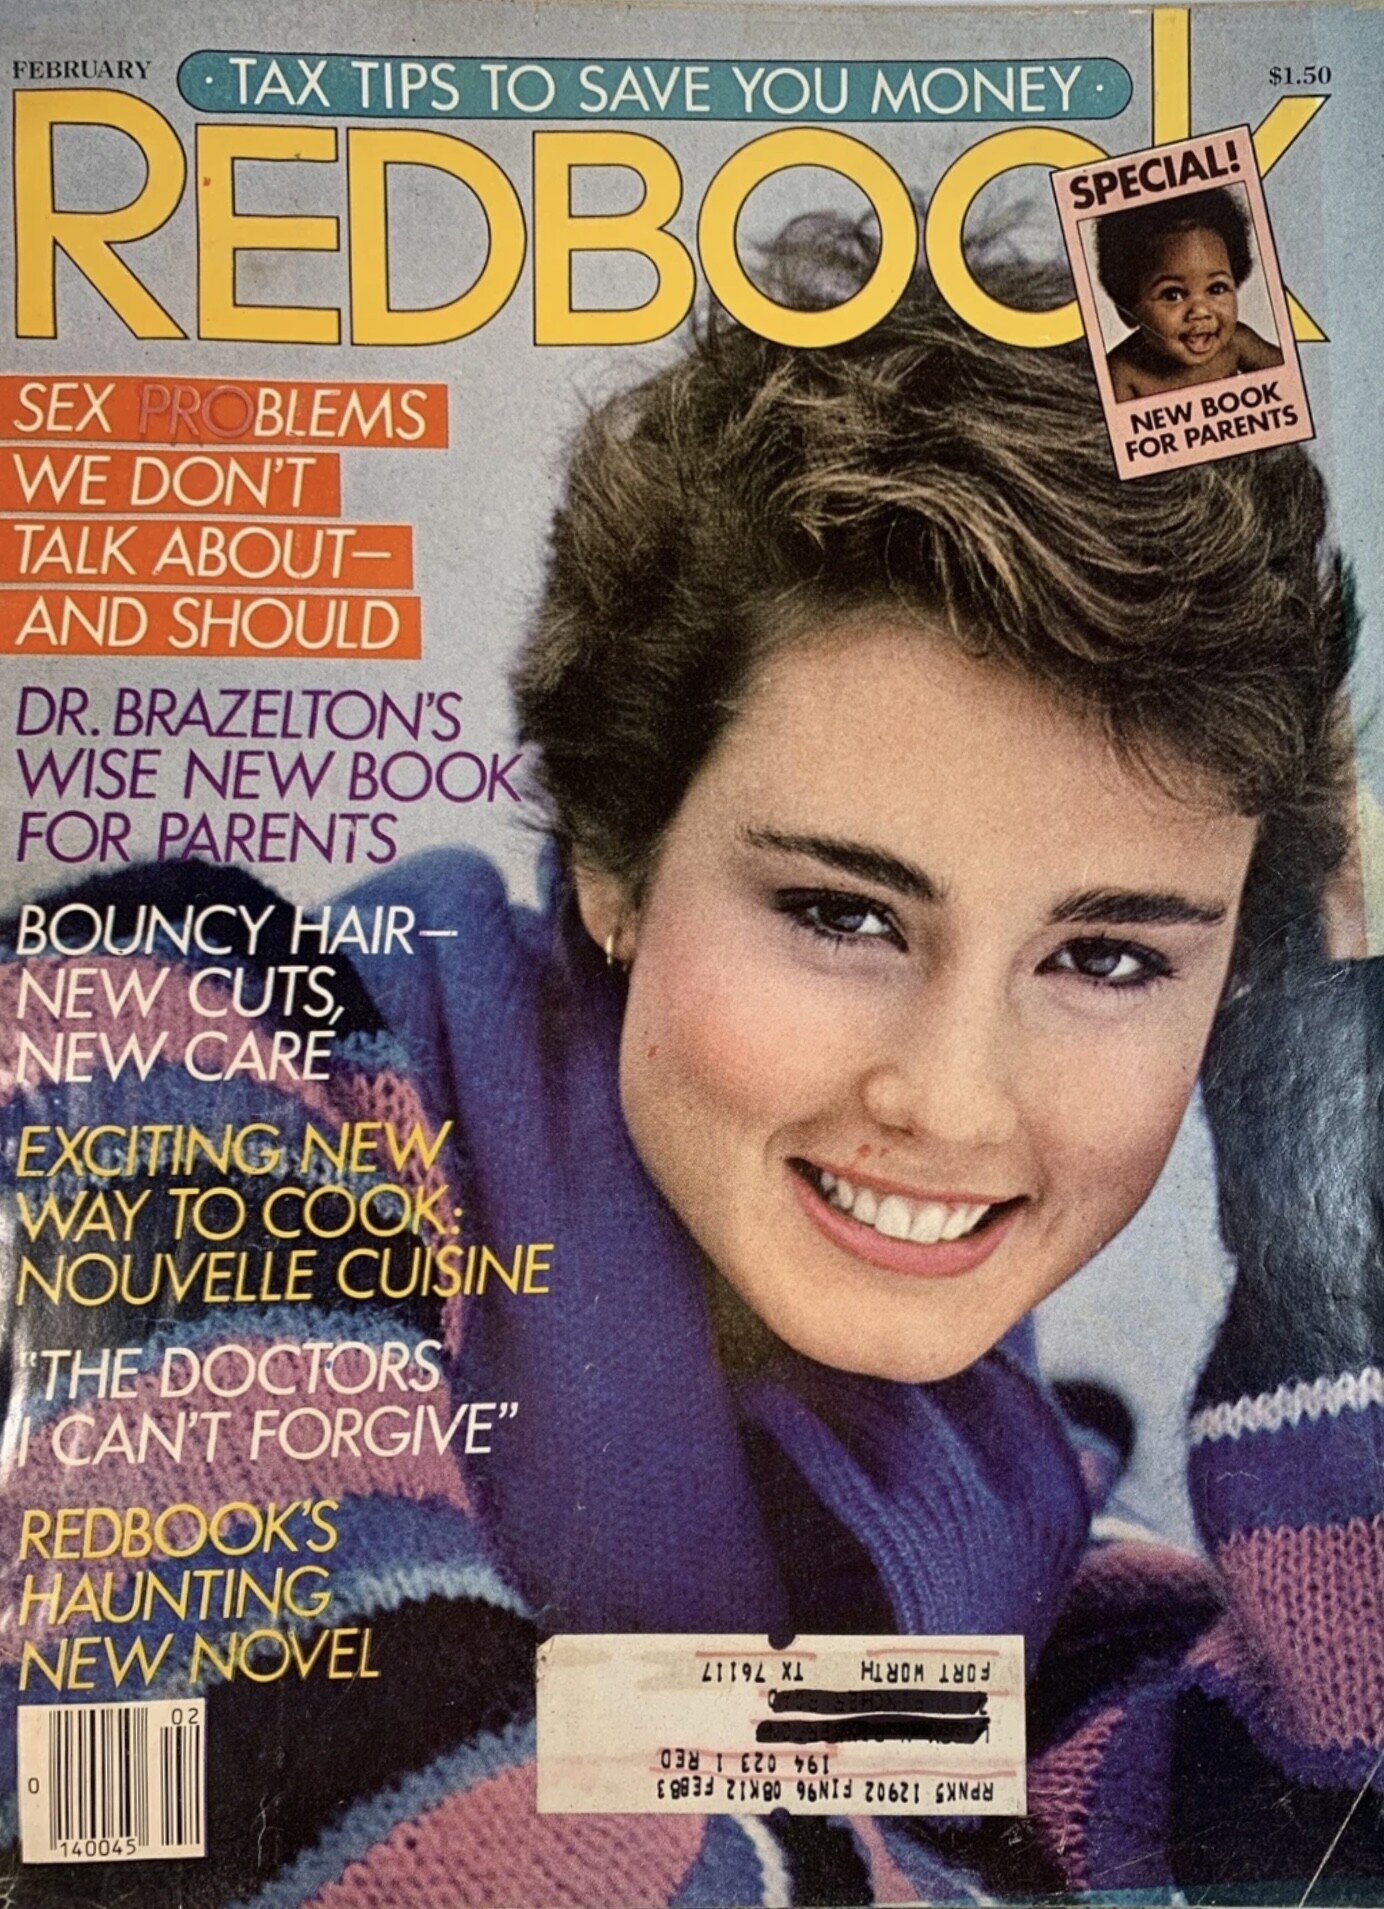 FEBRUARY
· TAX TIPS TO SAVE YOU MONEY ·
$1.50
REDBOOK
SPECIAL!
NEW BOOK
FOR PARENTS
SEX PROBLEMS
WE DON'T
TALK ABOUT—
AND SHOULD
DR. BRAZELTON'S
WISE NEW BOOK
FOR PARENTS
BOUNCY HAIR—
NEW CUTS,
NEW CARE
EXCITING NEW
WAY TO COOK:
NOUVELLE CUISINE
"THE DOCTORS
I CAN'T FORGIVE"
REDBOOK'S
HAUNTING
NEW NOVEL
02
0
140045
RPNK5 12902 FIN96 08K12 FEB83
194 023 1 RED
FORT WORTH TX 76117